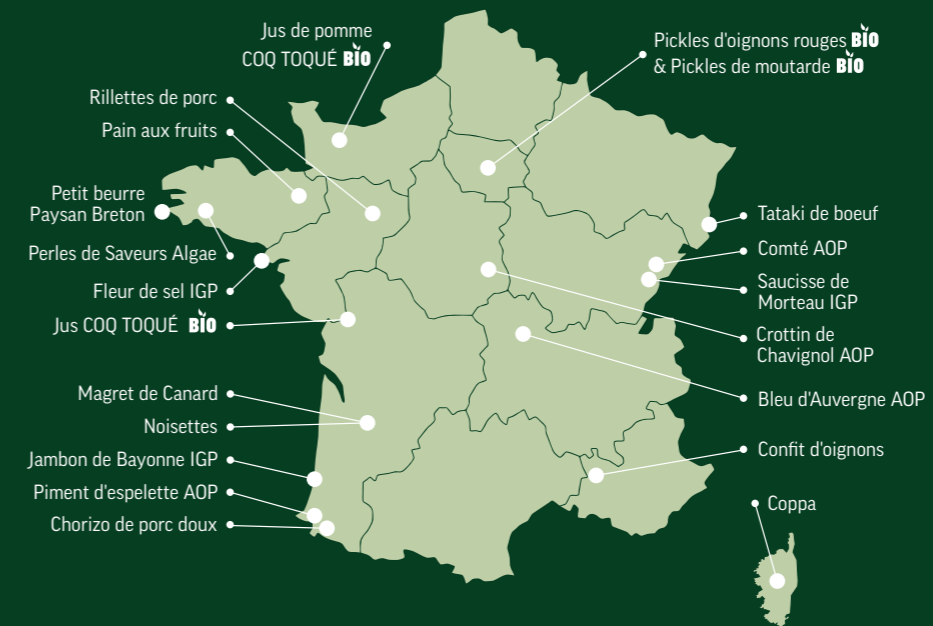 Jus de pomme
COQ TOQUÉ BIO
Rillettes de porc
Pain aux fruits
Petit beurre
Paysan Breton
Perles de Saveurs Algae
Fleur de sel IGP
Jus COQ TOQUÉ BIO
Magret de Canard
Noisettes
Jambon de Bayonne IGP
Piment d'espelette AOP
Chorizo de porc doux
Pickles d'oignons rouges BIO
& Pickles de moutarde BIO
Tataki de boeuf
Comté AOP
Saucisse de
Morteau IGP
Crottin de
Chavignol AOP
Bleu d'Auvergne AOP
Confit d'oignons
Coppa